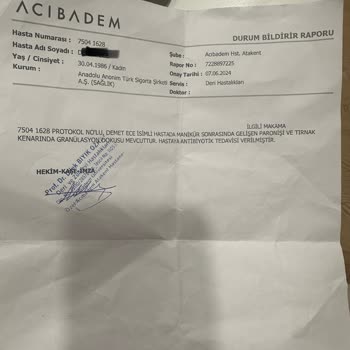 ACIBADEM
DURUM BİLDİRİR RAPORU
Hasta Numarası : 7504 1628
Hasta Adı Soyadı :
Yaş / Cinsiyet : 30.04.1986 / Kadın
Kurum : Anadolu Anonim Türk Sigorta Şirketi A.Ş. (SAĞLIK)
Şube : Acıbadem Hst. Atakent
Rapor No : 7229897225
Onay Tarihi : 07.06.2024
Servis : Deri Hastalıkları
Doktor :
İLGİLİ MAKAMA
7504 1628 PROTOKOL NO'LU, DEMET ECE İSİMLİ HASTADA MANİKÜR SONRASINDA GELİŞEN PARONİŞİ VE TIRNAK
KENARINDA GRANÜLASYON DOKUSU MEVCUTTUR. HASTAYA ANTİBİYOTİK TEDAVİSİ VERİLMİŞTİR.
HEKİM-KAŞE-İMZA
Prof. Dr.